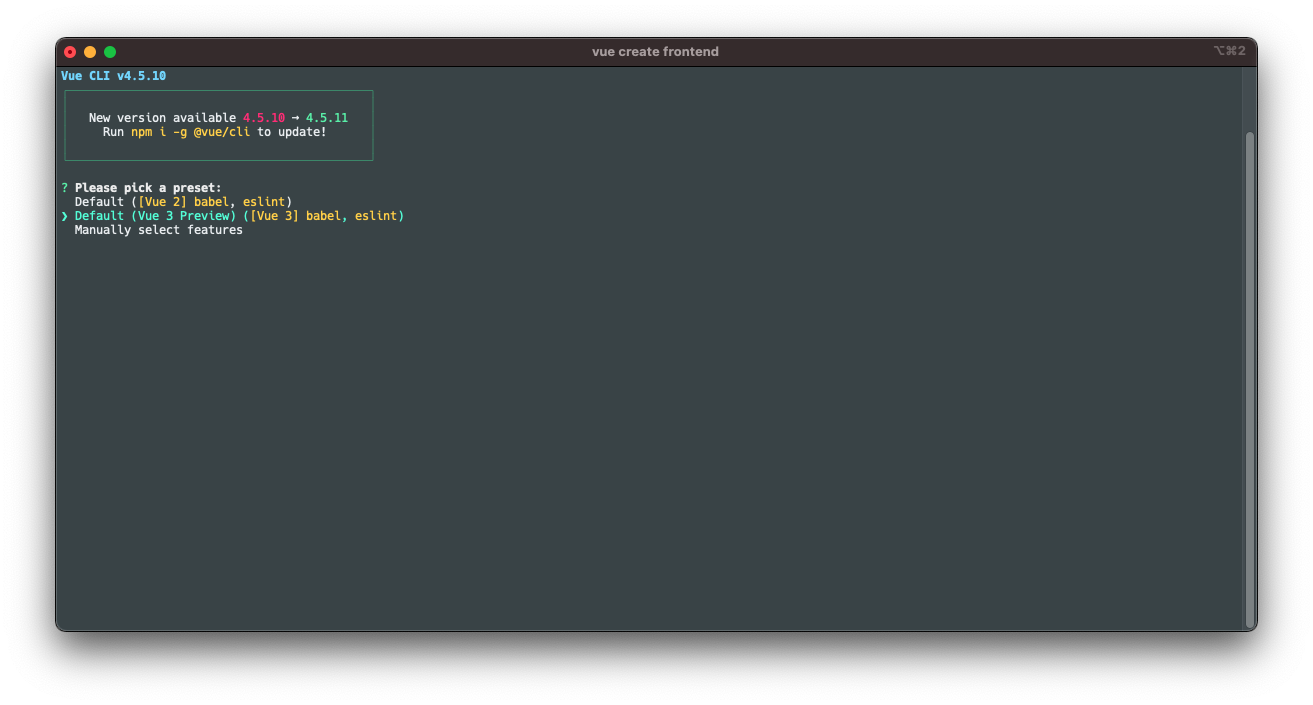 vue create frontend
⌥⌘2
Vue CLI v4.5.10
New version available 4.5.10 → 4.5.11
Run npm i -g @vue/cli to update!
? Please pick a preset:
Default ([Vue 2] babel, eslint)
❯ Default (Vue 3 Preview) ([Vue 3] babel, eslint)
Manually select features